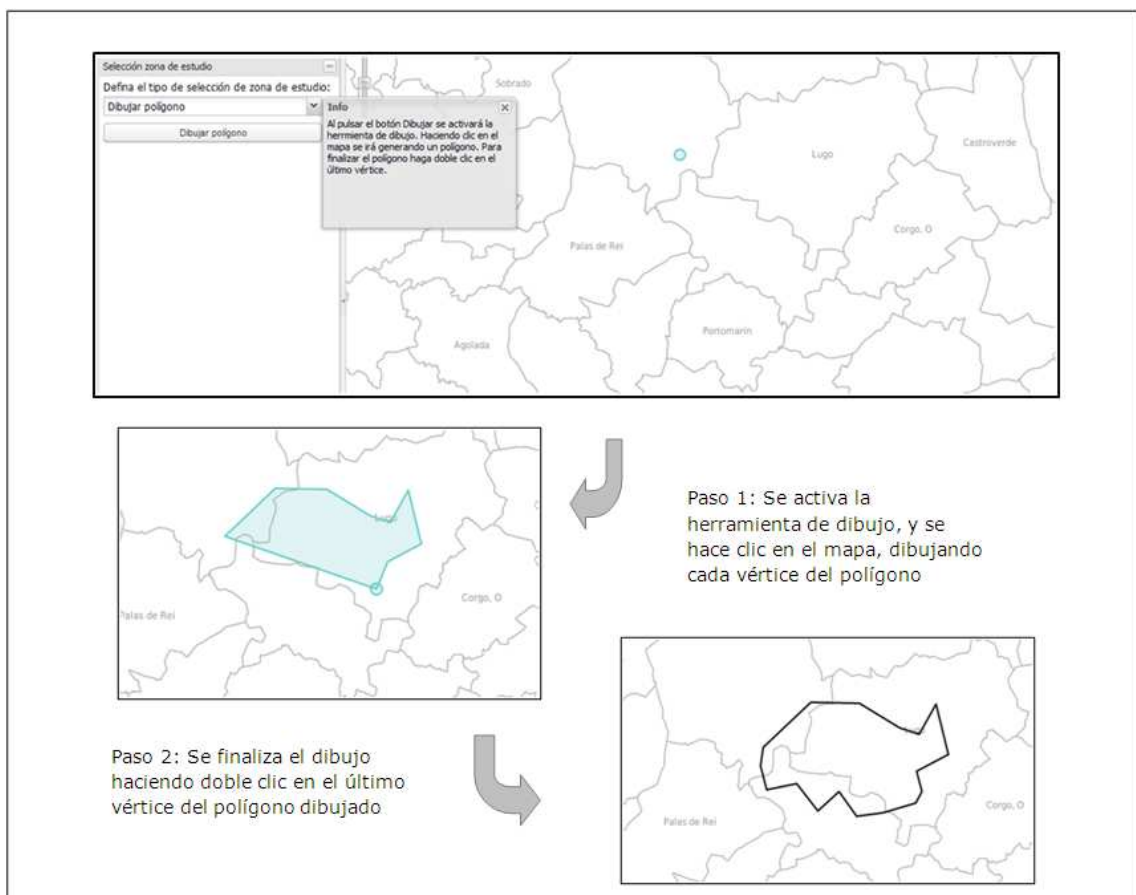 Selección zona de estudio
Defina el tipo de selección de zona de estudio:
Dibujar polígono
Dibujar polígono
Info
Al pulsar el botón Dibujar se activará la
herrmienta de dibujo. Haciendo clic en el
mapa se irá generando un polígono. Para
finalizar el polígono haga doble clic en el
último vértice.
Sobrado
Lugo
Castroverde
Corgo, O
Palas de Rei
Portomarín
Agolada
Lugo
Corgo, O
Palas de Rei
Paso 1: Se activa la
herramienta de dibujo, y se
hace clic en el mapa, dibujando
cada vértice del polígono
Paso 2: Se finaliza el dibujo
haciendo doble clic en el último
vértice del polígono dibujado
Corgo, O
Palas de Rei